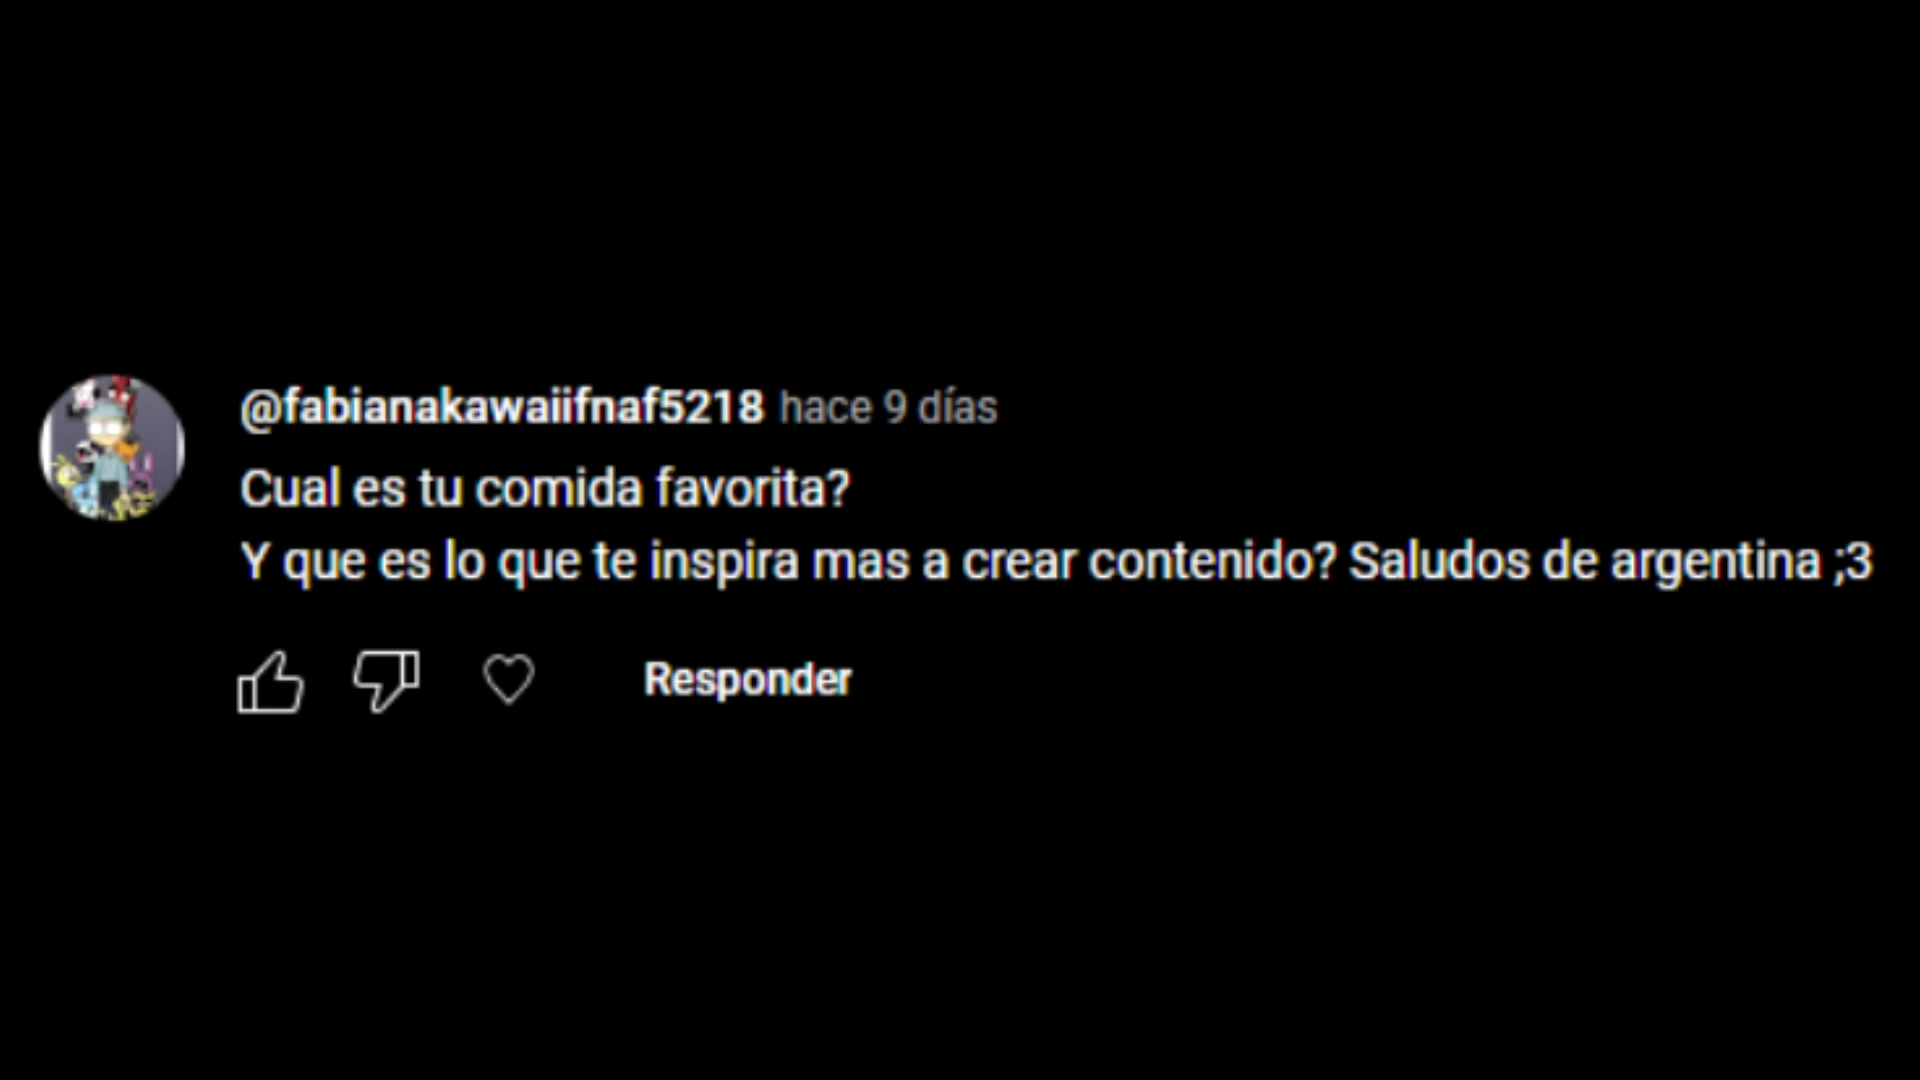 @fabianakawaiifnaf5218 hace 9 días
Cual es tu comida favorita?
Y que es lo que te inspira mas a crear contenido? Saludos de argentina ;3
Responder